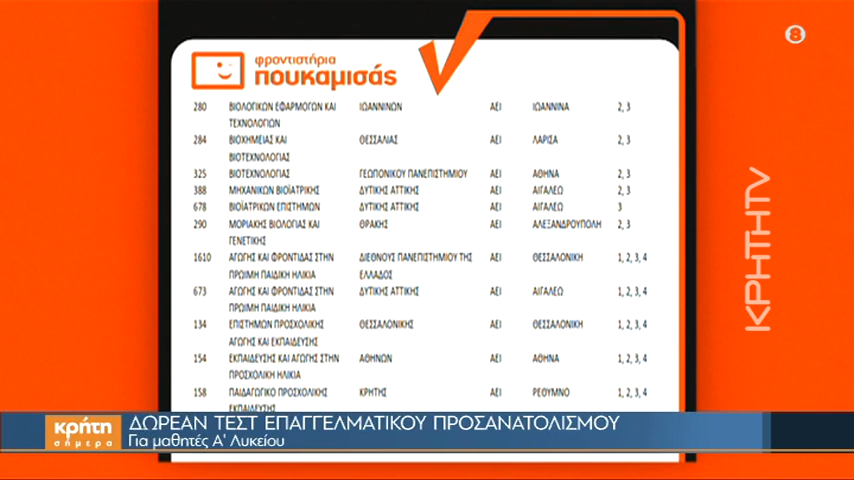 8
φροντιστήρια
πουκαμισάς
280 ΒΙΟΛΟΓΙΚΩΝ ΕΦΑΡΜΟΓΩΝ ΚΑΙ ΙΩΑΝΝΙΝΩΝ ΑΕΙ ΙΩΑΝΝΙΝΑ 2, 3
ΤΕΧΝΟΛΟΓΙΩΝ
284 ΒΙΟΧΗΜΕΙΑΣ ΚΑΙ ΘΕΣΣΑΛΙΑΣ ΑΕΙ ΛΑΡΙΣΑ 2, 3
ΒΙΟΤΕΧΝΟΛΟΓΙΑΣ
325 ΒΙΟΤΕΧΝΟΛΟΓΙΑΣ ΓΕΩΠΟΝΙΚΟΥ ΠΑΝΕΠΙΣΤΗΜΙΟΥ ΑΕΙ ΑΘΗΝΑ 2, 3
388 ΜΗΧΑΝΙΚΩΝ ΒΙΟΪΑΤΡΙΚΗΣ ΔΥΤΙΚΗΣ ΑΤΤΙΚΗΣ ΑΕΙ ΑΙΓΑΛΕΩ 2, 3
678 ΒΙΟΪΑΤΡΙΚΩΝ ΕΠΙΣΤΗΜΩΝ ΔΥΤΙΚΗΣ ΑΤΤΙΚΗΣ ΑΕΙ ΑΙΓΑΛΕΩ 3
290 ΜΟΡΙΑΚΗΣ ΒΙΟΛΟΓΙΑΣ ΚΑΙ ΘΡΑΚΗΣ ΑΕΙ ΑΛΕΞΑΝΔΡΟΥΠΟΛΗ 2, 3
ΓΕΝΕΤΙΚΗΣ
1610 ΑΓΩΓΗΣ ΚΑΙ ΦΡΟΝΤΙΔΑΣ ΣΤΗΝ ΔΙΕΘΝΟΥΣ ΠΑΝΕΠΙΣΤΗΜΙΟΥ ΤΗΣ ΑΕΙ ΘΕΣΣΑΛΟΝΙΚΗ 1, 2, 3, 4
ΠΡΩΙΜΗ ΠΑΙΔΙΚΗ ΗΛΙΚΙΑ ΕΛΛΑΔΟΣ
673 ΑΓΩΓΗΣ ΚΑΙ ΦΡΟΝΤΙΔΑΣ ΣΤΗΝ ΔΥΤΙΚΗΣ ΑΤΤΙΚΗΣ ΑΕΙ ΑΙΓΑΛΕΩ 1, 2, 3, 4
ΠΡΩΙΜΗ ΠΑΙΔΙΚΗ ΗΛΙΚΙΑ
134 ΕΠΙΣΤΗΜΩΝ ΠΡΟΣΧΟΛΙΚΗΣ ΘΕΣΣΑΛΟΝΙΚΗΣ ΑΕΙ ΘΕΣΣΑΛΟΝΙΚΗ 1, 2, 3, 4
ΑΓΩΓΗΣ ΚΑΙ ΕΚΠΑΙΔΕΥΣΗΣ
154 ΕΚΠΑΙΔΕΥΣΗΣ ΚΑΙ ΑΓΩΓΗΣ ΣΤΗΝ ΑΘΗΝΩΝ ΑΕΙ ΑΘΗΝΑ 1, 2, 3, 4
ΠΡΟΣΧΟΛΙΚΗ ΗΛΙΚΙΑ
158 ΠΑΙΔΑΓΩΓΙΚΟ ΠΡΟΣΧΟΛΙΚΗΣ ΚΡΗΤΗΣ ΑΕΙ ΡΕΘΥΜΝΟ 1, 2, 3, 4
ΕΚΠΑΙΔΕΥΣΗΣ
ΚΡΗΤΗTV
κρήτη
σήμερα
ΔΩΡΕΑΝ ΤΕΣΤ ΕΠΑΓΓΕΛΜΑΤΙΚΟΥ ΠΡΟΣΑΝΑΤΟΛΙΣΜΟΥ
Για μαθητές Α' Λυκείου